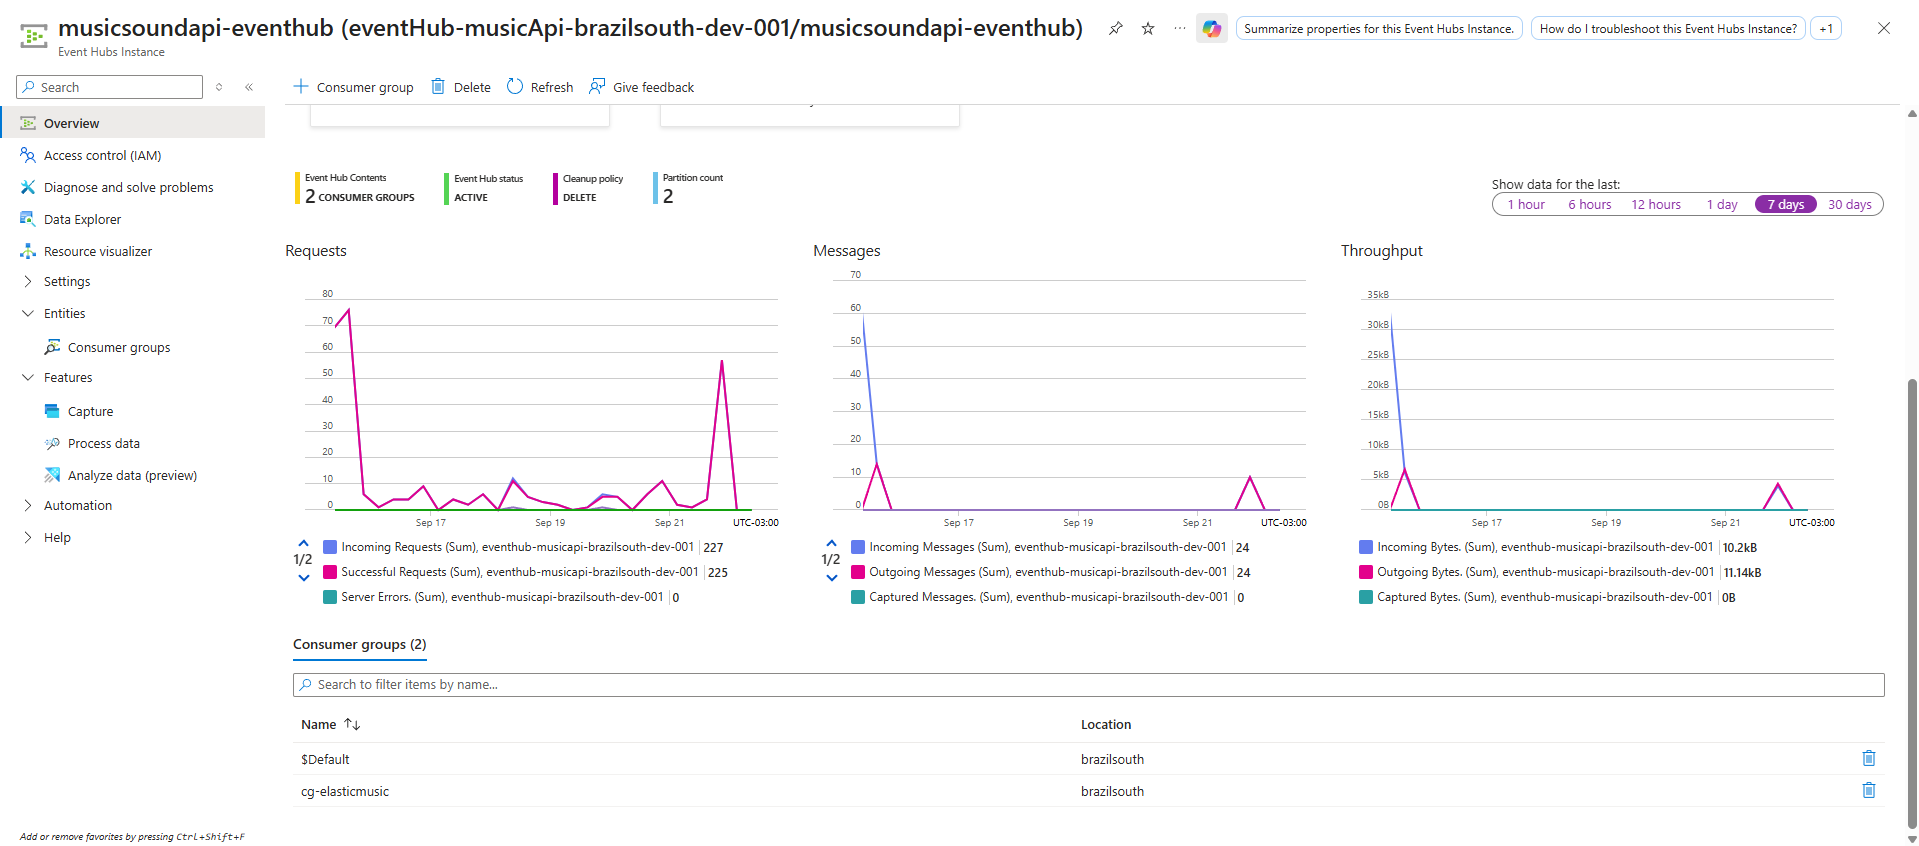 musicsoundapi-eventhub (eventHub-musicApi-brazilsouth-dev-001/musicsoundapi-eventhub)
Event Hubs Instance
Summarize properties for this Event Hubs Instance.
How do I troubleshoot this Event Hubs Instance?
+1
Search
Consumer group
Delete
Refresh
Give feedback
Overview
Access control (IAM)
Diagnose and solve problems
Data Explorer
Resource visualizer
Settings
Entities
Consumer groups
Features
Capture
Process data
Analyze data (preview)
Automation
Help
Add or remove favorites by pressing Ctrl+Shift+F
Event Hub Contents
2 CONSUMER GROUPS
Event Hub status
ACTIVE
Cleanup policy
DELETE
Partition count
2
Show data for the last:
1 hour 6 hours 12 hours 1 day 7 days 30 days
Requests
80
70
60
50
40
30
20
10
0
Sep 17 Sep 19 Sep 21 UTC-03:00
1/2
Incoming Requests (Sum), eventhub-musicapi-brazilsouth-dev-001 227
Successful Requests (Sum), eventhub-musicapi-brazilsouth-dev-001 225
Server Errors. (Sum), eventhub-musicapi-brazilsouth-dev-001 0
Messages
70
60
50
40
30
20
10
0
Sep 17 Sep 19 Sep 21 UTC-03:00
1/2
Incoming Messages (Sum), eventhub-musicapi-brazilsouth-dev-001 24
Outgoing Messages (Sum), eventhub-musicapi-brazilsouth-dev-001 24
Captured Messages. (Sum), eventhub-musicapi-brazilsouth-dev-001 0
Throughput
35kB
30kB
25kB
20kB
15kB
10kB
5kB
0B
Sep 17 Sep 19 Sep 21 UTC-03:00
Incoming Bytes. (Sum), eventhub-musicapi-brazilsouth-dev-001 10.2kB
Outgoing Bytes. (Sum), eventhub-musicapi-brazilsouth-dev-001 11.14kB
Captured Bytes. (Sum), eventhub-musicapi-brazilsouth-dev-001 0B
Consumer groups (2)
Search to filter items by name...
Name Location
$Default brazilsouth
cg-elasticmusic brazilsouth